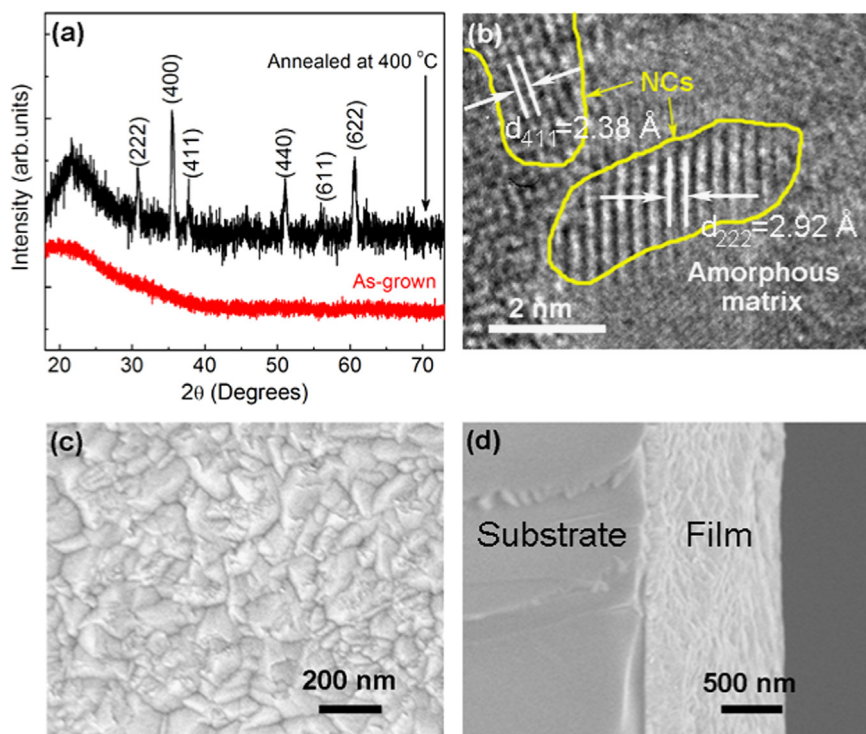 (a)
Annealed at 400 °C
(222)
(400)
(411)
(440)
(611)
(622)
As-grown
Intensity (arb.units)
20 30 40 50 60 70
2θ (Degrees)
(b)
NCs
d411=2.38 Å
d222=2.92 Å
Amorphous
matrix
2 nm
(c)
200 nm
(d)
Substrate
Film
500 nm